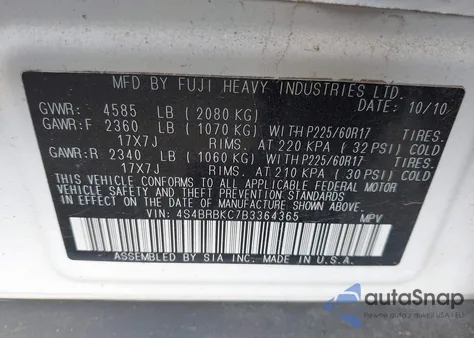 MFD BY FUJI HEAVY INDUSTRIES LTD.
DATE: 10/10
GVWR: 4585 LB (2080 KG)
GAWR:F 2360 LB (1070 KG) WITH P225/60R17 TIRES.
17X7J RIMS. AT 220 KPA (32 PSI) COLD
GAWR:R 2340 LB (1060 KG) WITH P225/60R17 TIRES.
17X7J RIMS. AT 210 KPA (30 PSI) COLD
THIS VEHICLE CONFORMS TO ALL APPLICABLE FEDERAL MOTOR
VEHICLE SAFETY AND THEFT PREVENTION STANDARDS
IN EFFECT ON THE DATE OF MANUFACTURE SHOWN ABOVE.
VIN: 4S4BRBKC7B3364365 MPV
ASSEMBLED BY SIA INC. MADE IN U.S.A.
autoSnap
Pewne auta z USA i EU